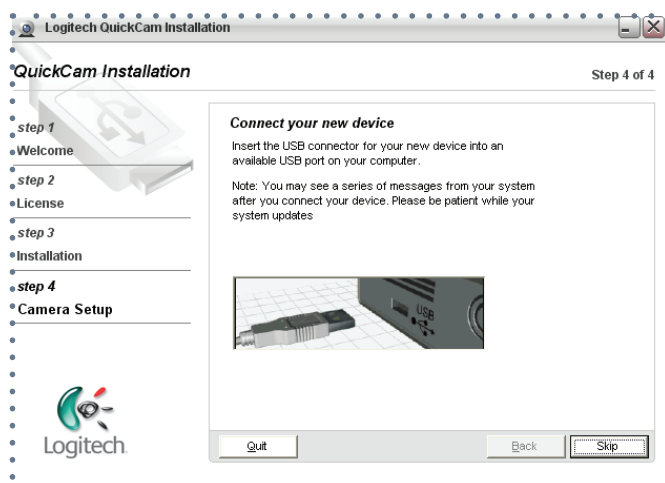 Logitech QuickCam Installation
QuickCam Installation
Step 4 of 4
step 1
Welcome
step 2
License
step 3
Installation
step 4
Camera Setup
Connect your new device
Insert the USB connector for your new device into an
available USB port on your computer.
Note: You may see a series of messages from your system
after you connect your device. Please be patient while your
system updates
USB
Logitech
Quit
Back
Skip